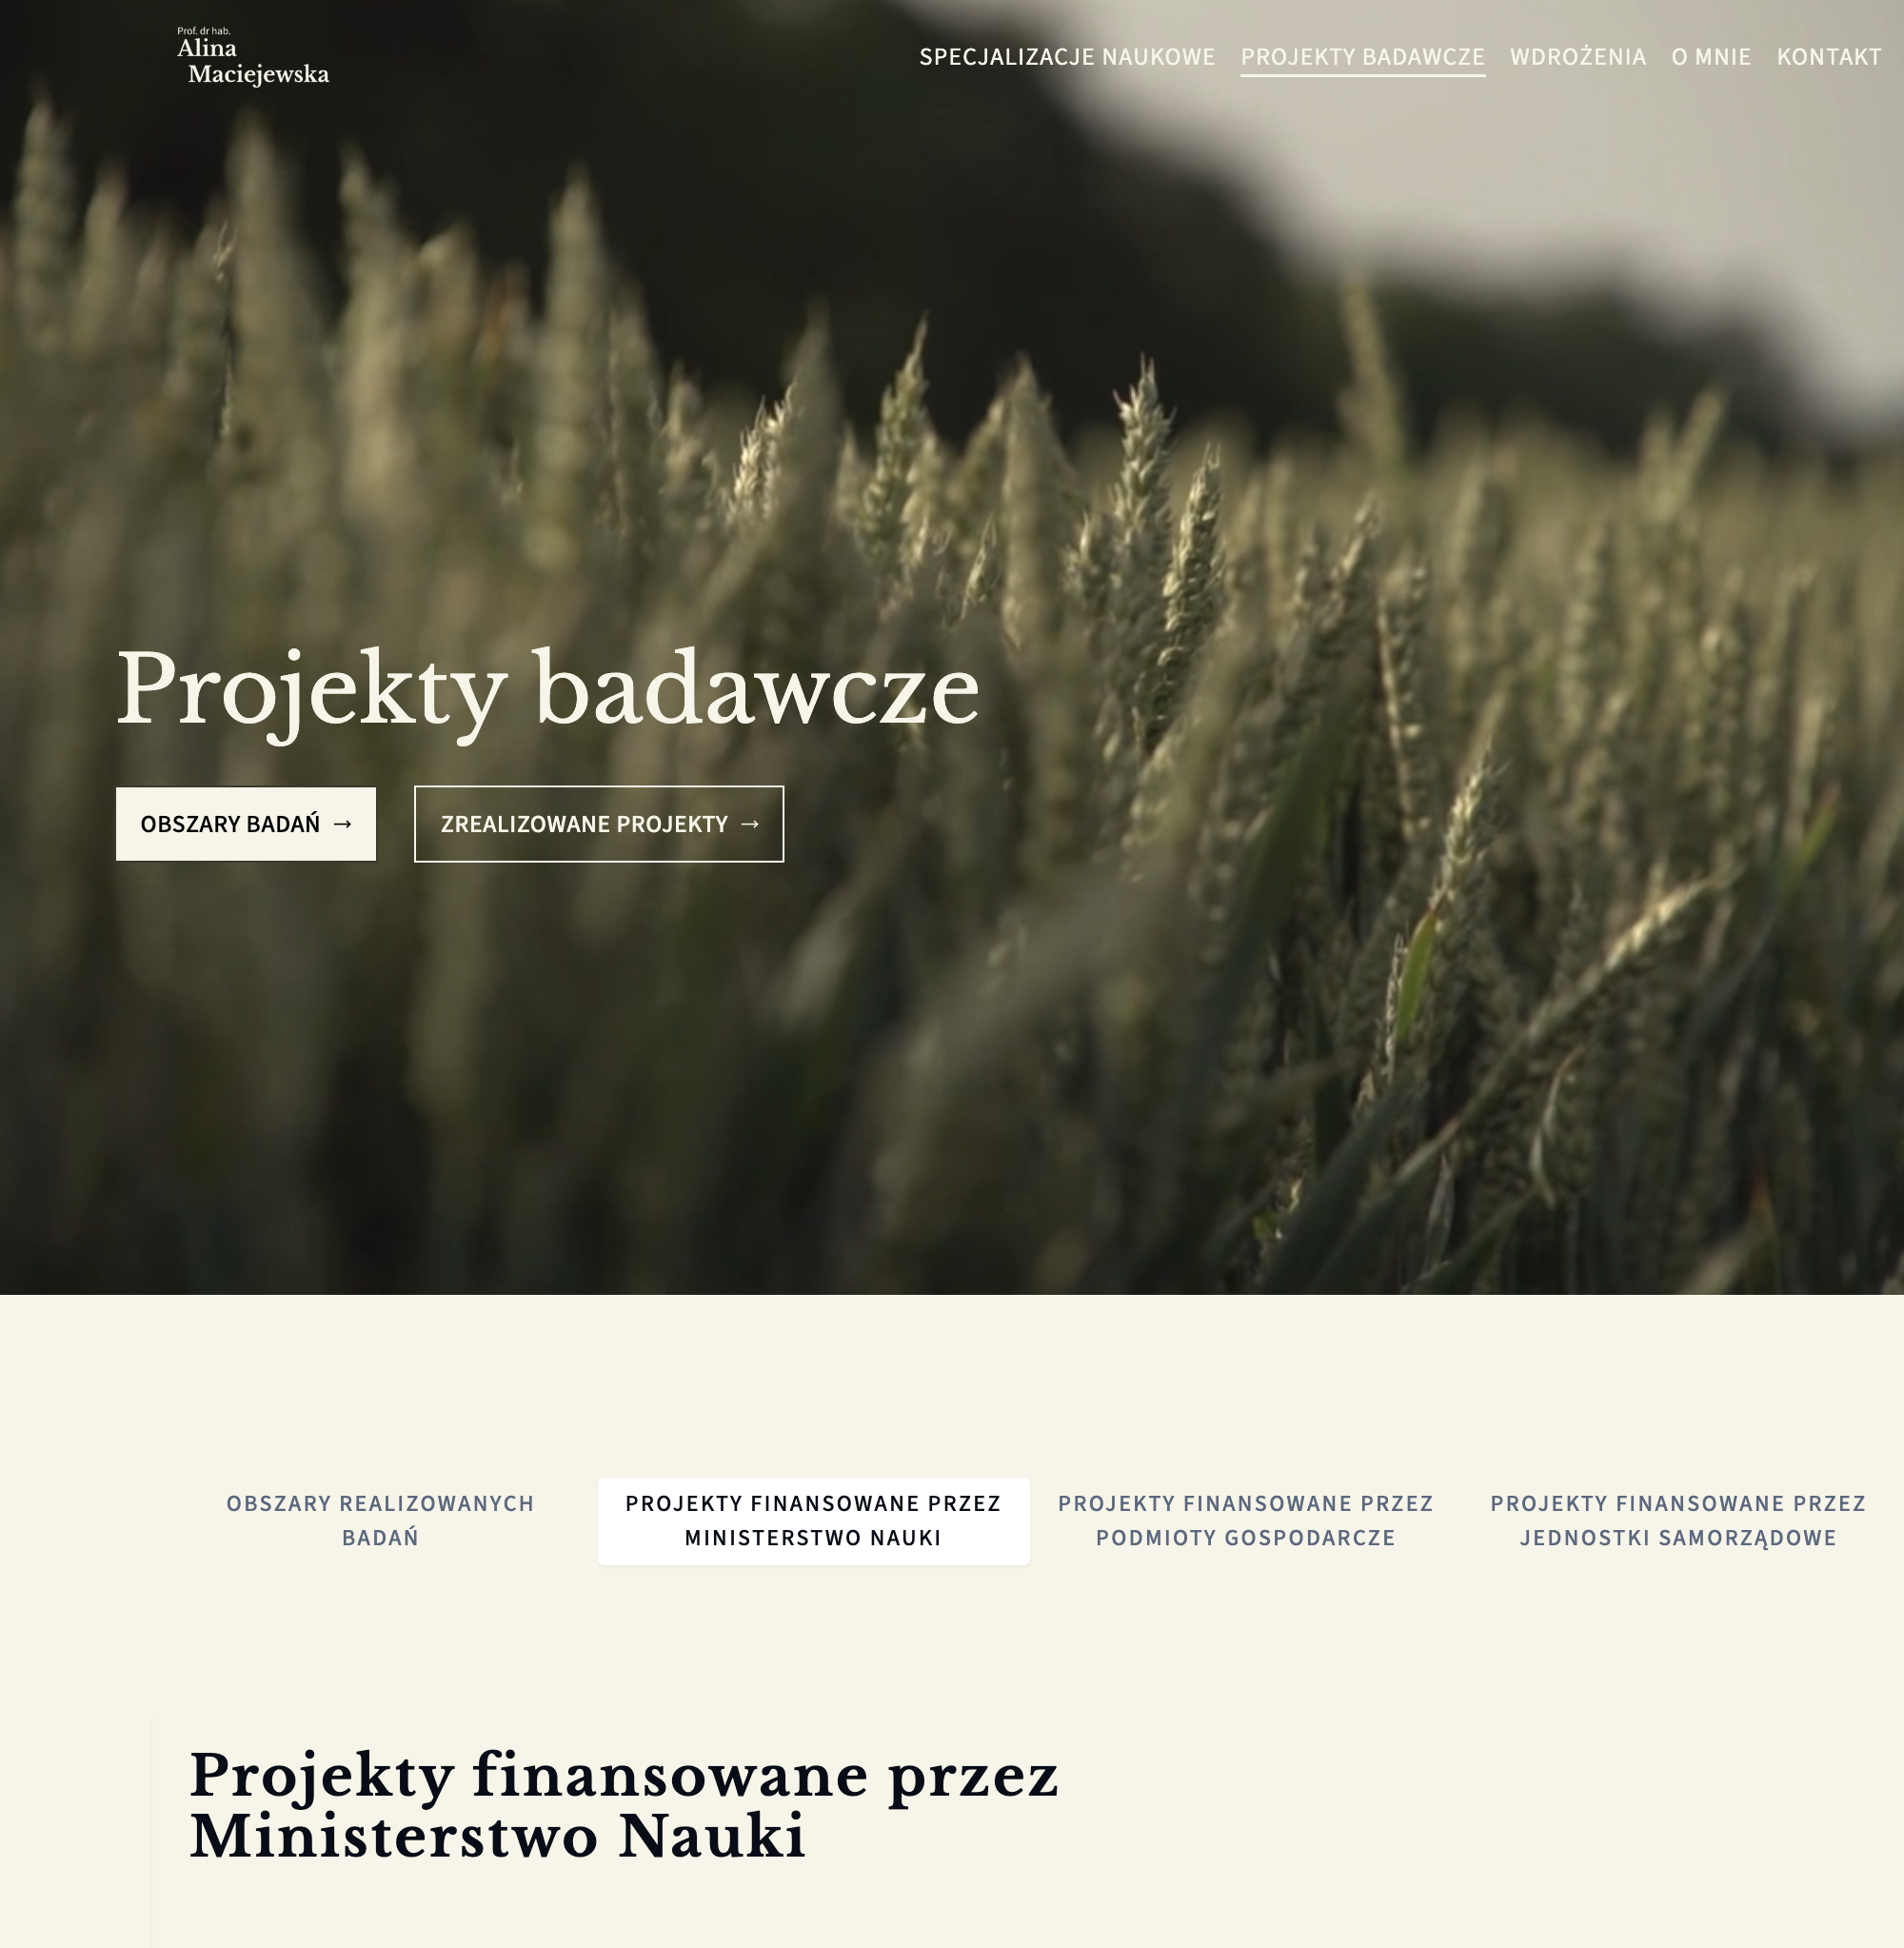 Prof. dr hab.
Alina
Maciejewska
SPECJALIZACJE NAUKOWE PROJEKTY BADAWCZE WDROŻENIA O MNIE KONTAKT
Projekty badawcze
OBSZARY BADAŃ → ZREALIZOWANE PROJEKTY →
OBSZARY REALIZOWANYCH
BADAŃ
PROJEKTY FINANSOWANE PRZEZ
MINISTERSTWO NAUKI
PROJEKTY FINANSOWANE PRZEZ
PODMIOTY GOSPODARCZE
PROJEKTY FINANSOWANE PRZEZ
JEDNOSTKI SAMORZĄDOWE
Projekty finansowane przez
Ministerstwo Nauki